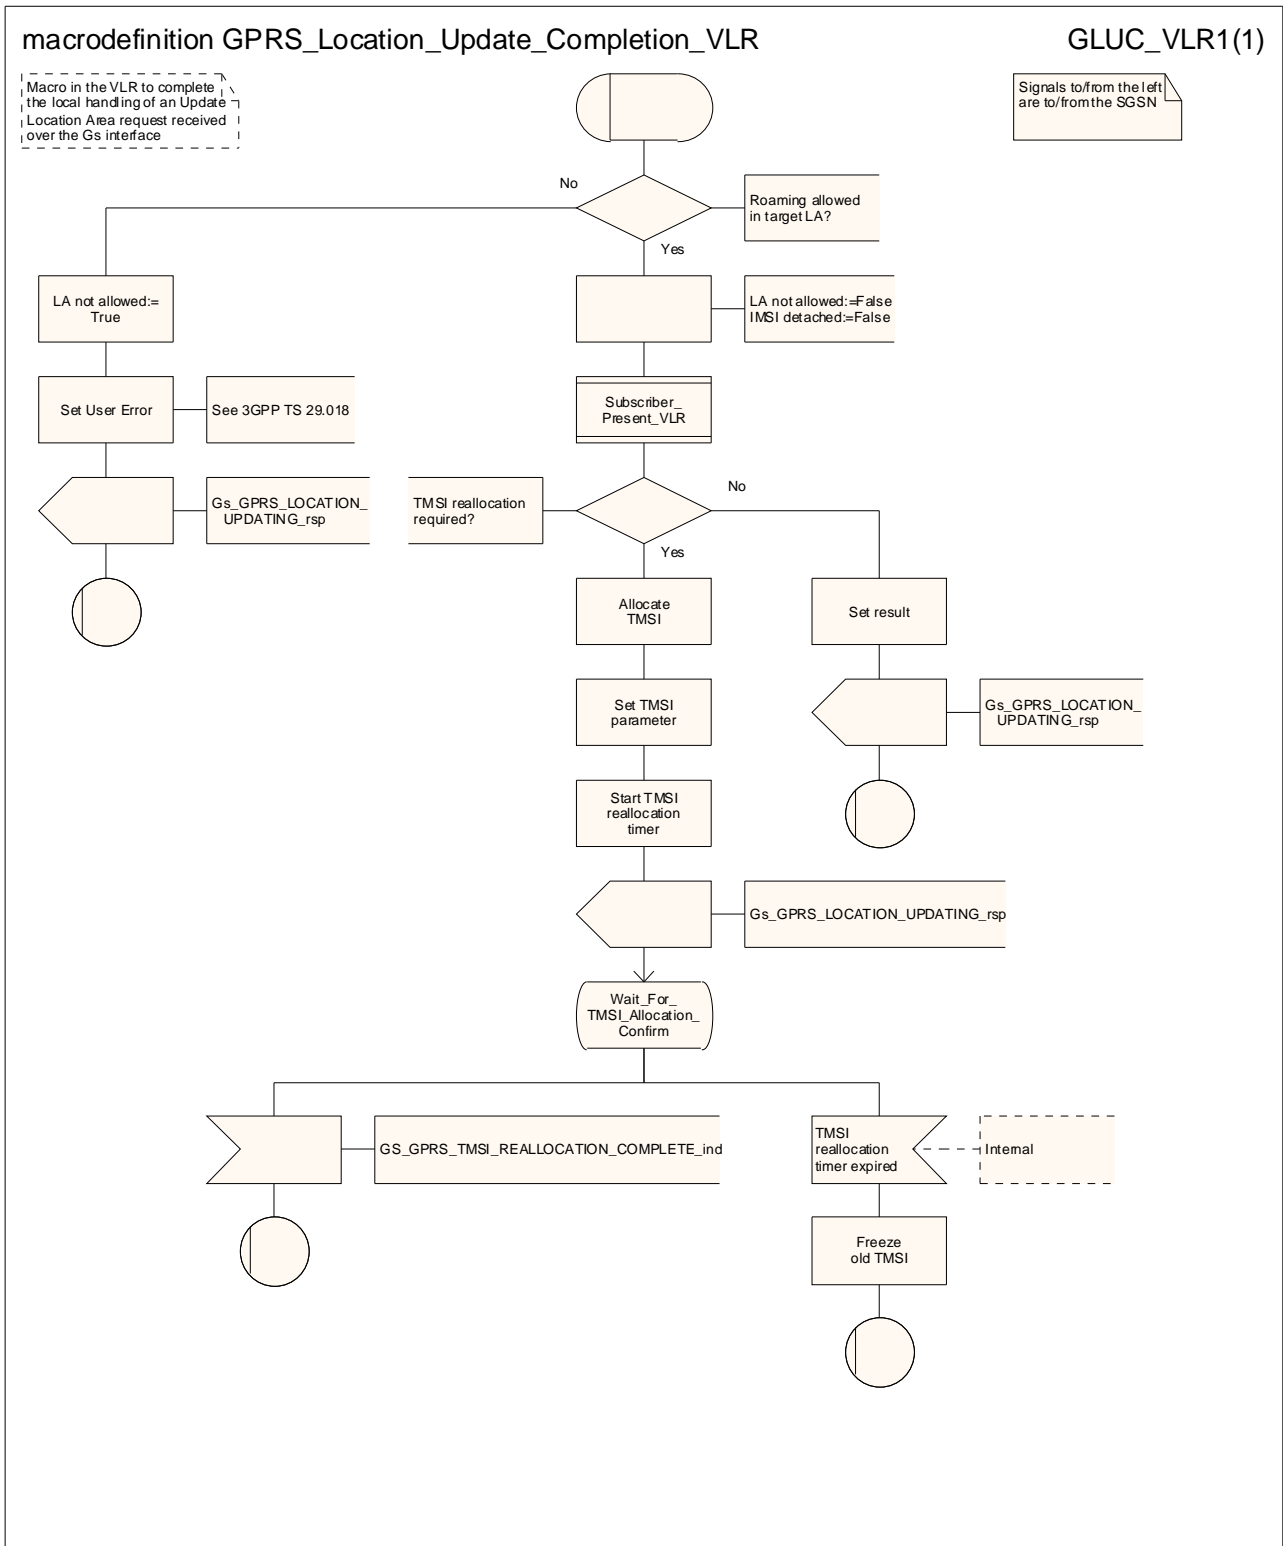 macrodefinition GPRS_Location_Update_Completion_VLR
GLUC_VLR1(1)
Macro in the VLR to complete
the local handling of an Update
Location Area request received
over the Gs interface
Signals to/from the left
are to/from the SGSN
No
Roaming allowed
in target LA?
Yes
LA not allowed:=
True
LA not allowed:=False
IMSI detached:=False
Set User Error
See 3GPP TS 29.018
Subscriber_
Present_VLR
Gs_GPRS_LOCATION_
UPDATING_rsp
TMSI reallocation
required?
No
Yes
Allocate
TMSI
Set result
Set TMSI
parameter
Gs_GPRS_LOCATION_
UPDATING_rsp
Start TMSI
reallocation
timer
Gs_GPRS_LOCATION_UPDATING_rsp
Wait_For_
TMSI_Allocation_
Confirm
GS_GPRS_TMSI_REALLOCATION_COMPLETE_ind
TMSI
reallocation
timer expired
Internal
Freeze
old TMSI